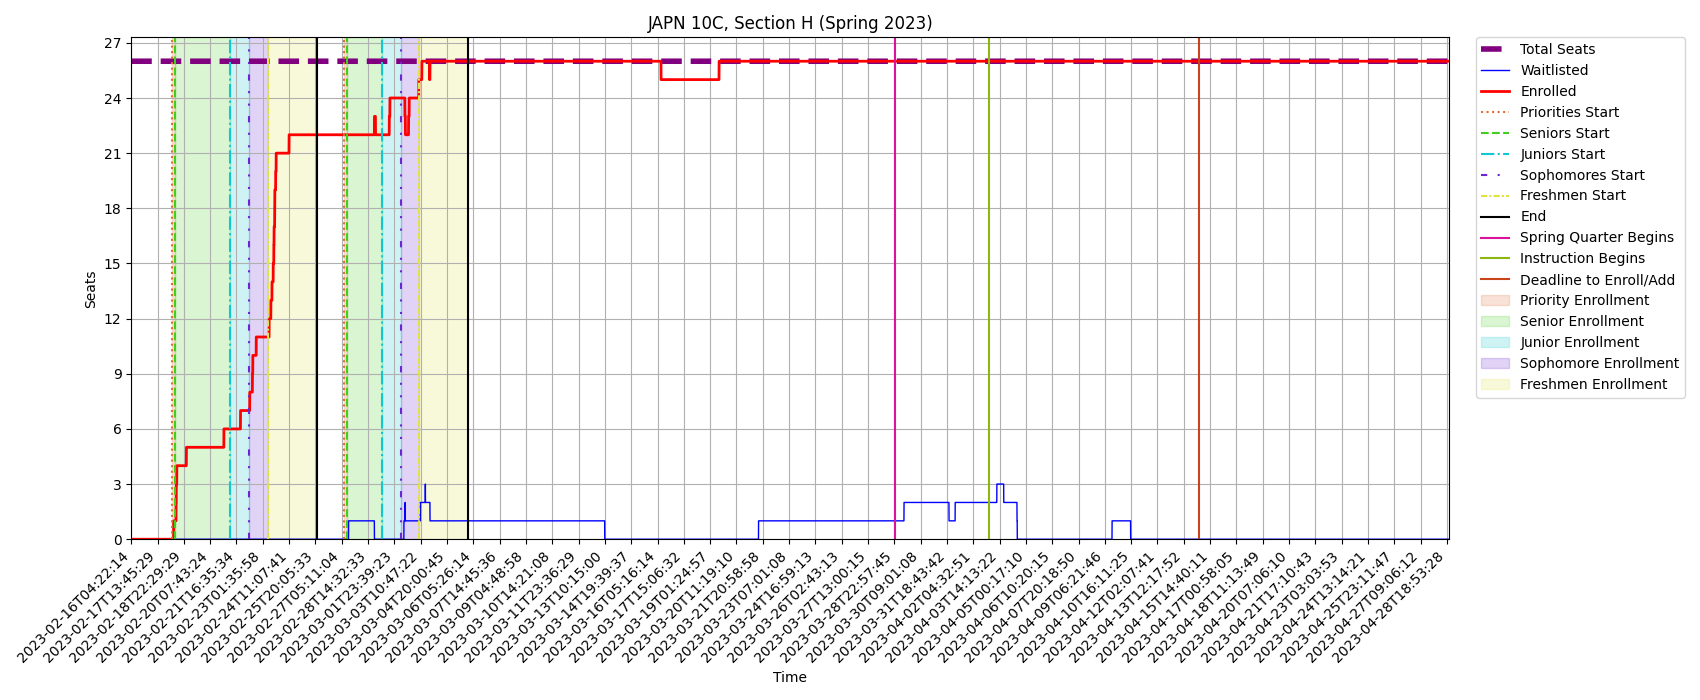 JAPN 10C, Section H (Spring 2023)
27
24
21
18
15
12
9
6
3
0
Seats
2023-02-16T04:22:14
2023-02-17T13:45:29
2023-02-18T22:29:29
2023-02-20T07:43:24
2023-02-21T16:35:34
2023-02-23T01:35:58
2023-02-24T11:07:41
2023-02-25T20:05:33
2023-02-27T05:11:04
2023-02-28T14:32:33
2023-03-01T23:39:23
2023-03-03T10:47:22
2023-03-04T20:00:45
2023-03-06T05:26:14
2023-03-07T14:45:36
2023-03-09T04:48:58
2023-03-10T14:21:08
2023-03-11T23:36:29
2023-03-13T10:15:00
2023-03-14T19:39:37
2023-03-16T05:16:14
2023-03-17T15:06:32
2023-03-19T01:24:57
2023-03-20T11:19:10
2023-03-21T20:58:58
2023-03-23T07:01:08
2023-03-24T16:59:13
2023-03-26T02:43:13
2023-03-27T13:00:15
2023-03-28T22:57:45
2023-03-30T09:01:08
2023-03-31T18:43:42
2023-04-02T04:32:51
2023-04-03T14:13:22
2023-04-05T00:17:10
2023-04-06T10:20:15
2023-04-07T20:18:50
2023-04-09T06:21:46
2023-04-10T16:11:25
2023-04-12T02:07:41
2023-04-13T12:17:52
2023-04-15T14:40:11
2023-04-17T00:58:05
2023-04-18T11:13:49
2023-04-20T07:06:10
2023-04-21T17:10:43
2023-04-23T03:03:53
2023-04-24T13:14:21
2023-04-25T23:11:47
2023-04-27T09:06:12
2023-04-28T18:53:28
Time
Total Seats
Waitlisted
Enrolled
Priorities Start
Seniors Start
Juniors Start
Sophomores Start
Freshmen Start
End
Spring Quarter Begins
Instruction Begins
Deadline to Enroll/Add
Priority Enrollment
Senior Enrollment
Junior Enrollment
Sophomore Enrollment
Freshmen Enrollment